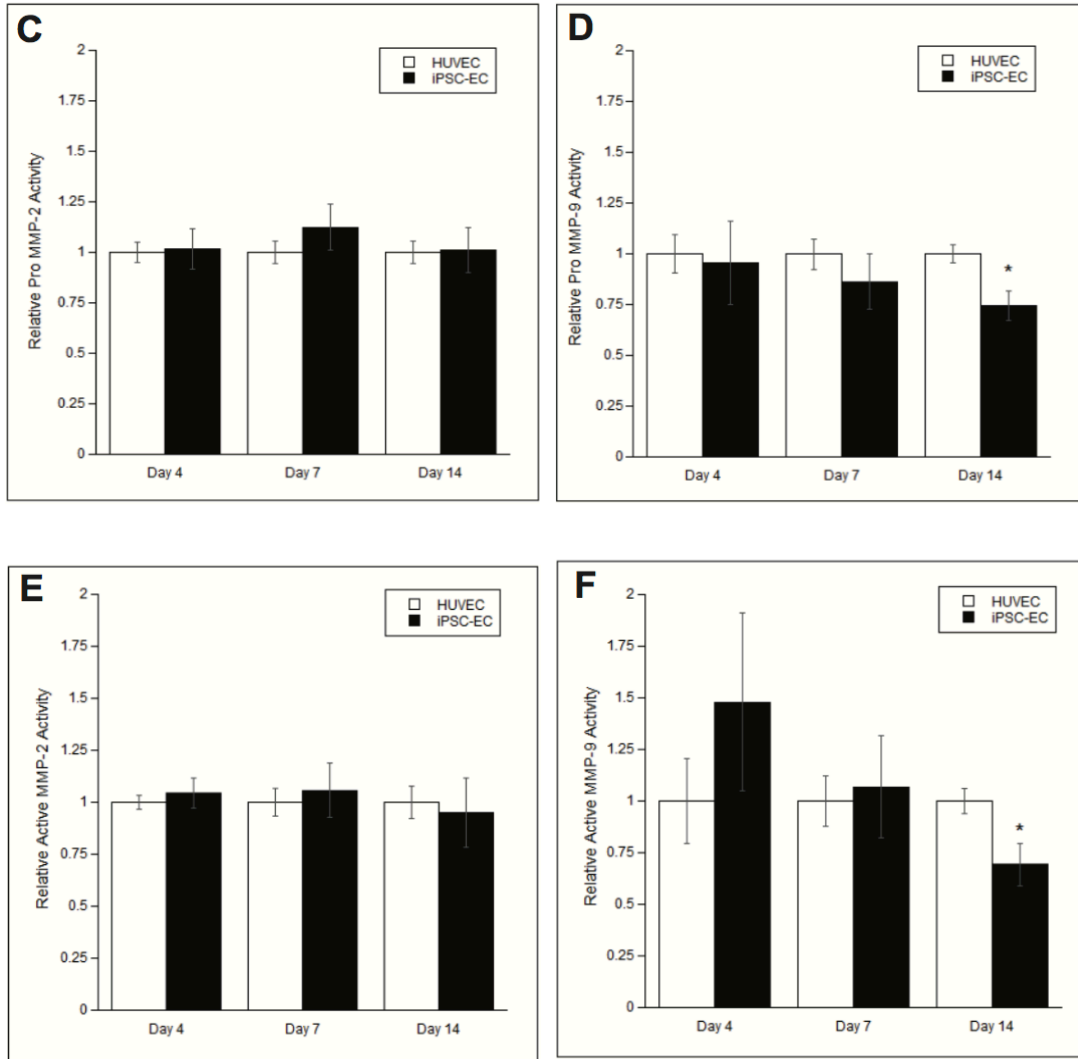 C
HUVEC
iPSC-EC
Relative Pro MMP-2 Activity
2
1.75
1.5
1.25
1
0.75
0.5
0.25
0
Day 4 Day 7 Day 14
D
HUVEC
iPSC-EC
Relative Pro MMP-9 Activity
2
1.75
1.5
1.25
1
0.75
0.5
0.25
0
*
Day 4 Day 7 Day 14
E
HUVEC
iPSC-EC
Relative Active MMP-2 Activity
2
1.75
1.5
1.25
1
0.75
0.5
0.25
0
Day 4 Day 7 Day 14
F
HUVEC
iPSC-EC
Relative Active MMP-9 Activity
2
1.75
1.5
1.25
1
0.75
0.5
0.25
0
*
Day 4 Day 7 Day 14